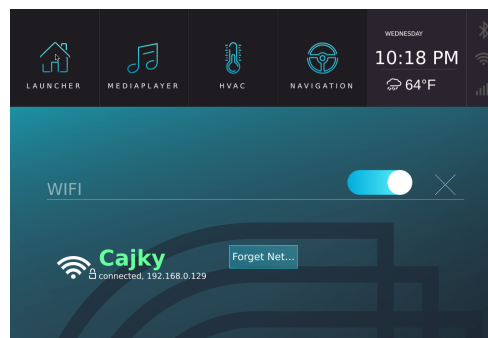 LAUNCHER
MEDIAPLAYER
HVAC
NAVIGATION
WEDNESDAY
10:18 PM
64°F
WIFI
Cajky
connected, 192.168.0.129
Forget Net...